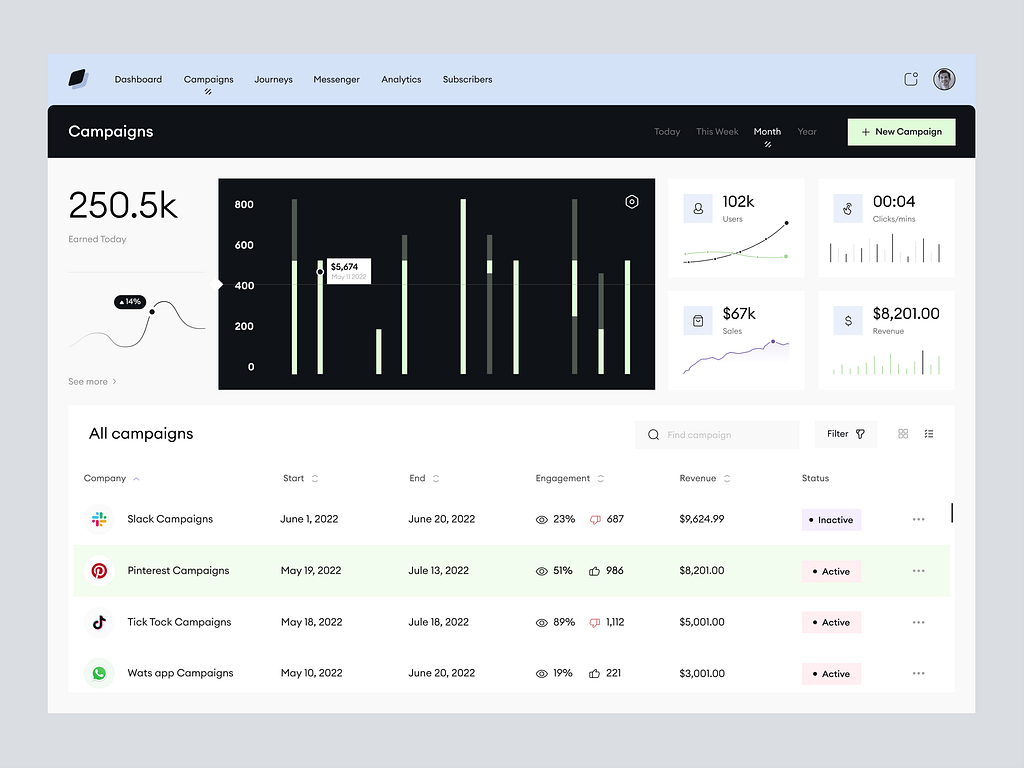 Dashboard Campaigns Journeys Messenger Analytics Subscribers
Campaigns Today This Week Month Year + New Campaign
250.5k
Earned Today
14%
See more
800
600
400
200
0
$5,674
May 11 2022
102k
Users
00:04
Clicks/mins
$67k
Sales
$
$8,201.00
Revenue
All campaigns Find campaign Filter
Company Start End Engagement Revenue Status
Slack Campaigns June 1, 2022 June 20, 2022 23% 687 $9,624.99 Inactive
Pinterest Campaigns May 19, 2022 Jule 13, 2022 51% 986 $8,201.00 Active
Tick Tock Campaigns May 18, 2022 Jule 18, 2022 89% 1,112 $5,001.00 Active
Wats app Campaigns May 10, 2022 June 20, 2022 19% 221 $3,001.00 Active